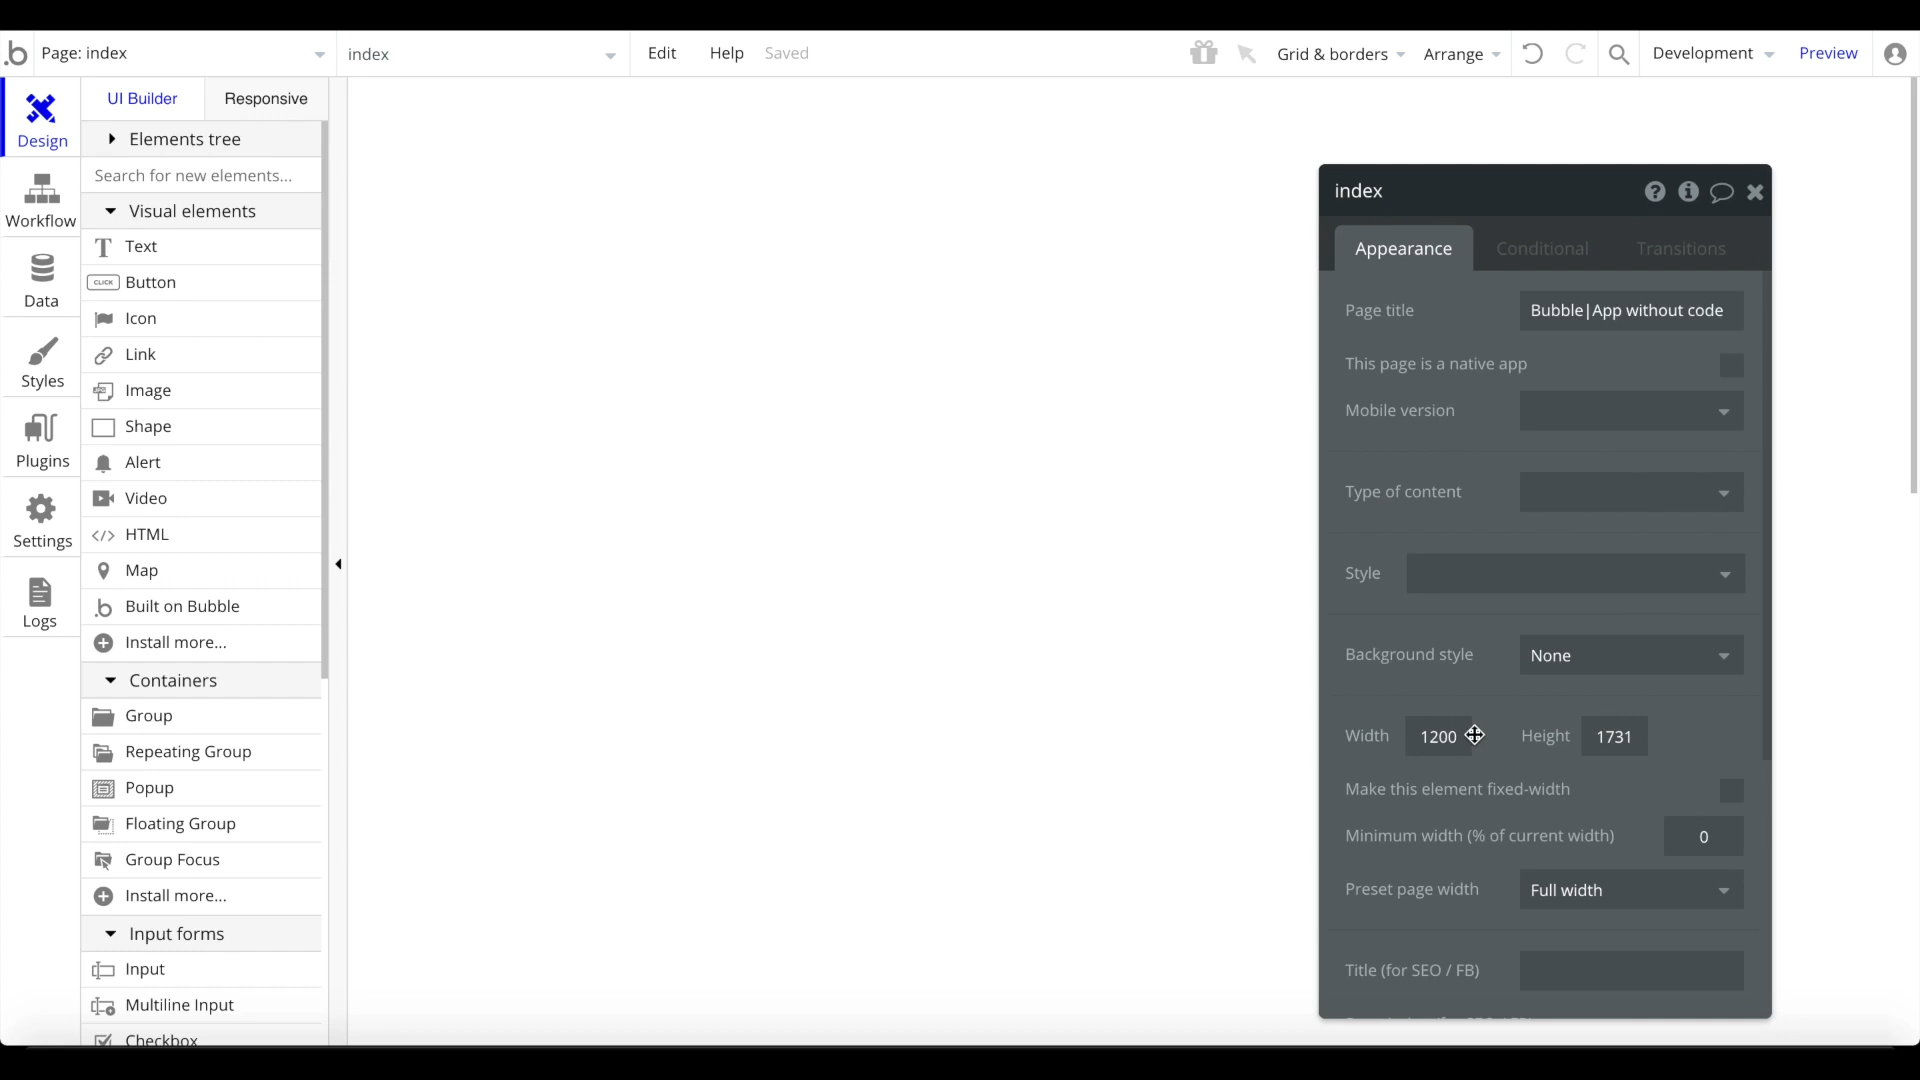 .b Page: index
index
Edit
Help
Saved
Grid & borders
Arrange
Development
Preview
Design
Workflow
Data
Styles
Plugins
Settings
Logs
UI Builder
Responsive
Elements tree
Search for new elements...
Visual elements
Text
CLICK Button
Icon
Link
Image
Shape
Alert
Video
HTML
Map
Built on Bubble
Install more...
Containers
Group
Repeating Group
Popup
Floating Group
Group Focus
Install more...
Input forms
Input
Multiline Input
Checkbox
index
Appearance
Conditional
Transitions
Page title Bubble|App without code
This page is a native app
Mobile version
Type of content
Style
Background style None
Width 1200 Height 1731
Make this element fixed-width
Minimum width (% of current width) 0
Preset page width Full width
Title (for SEO / FB)